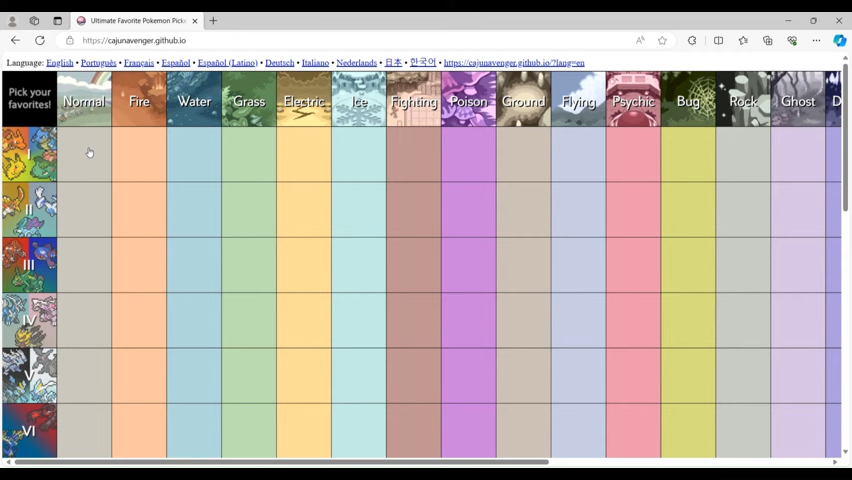 Ultimate Favorite Pokemon Pick
https://cajunavenger.github.io
Language: English • Português • Français • Español • Español (Latino) • Deutsch • Italiano • Nederlands • 日本 • 한국어 • https://cajunavenger.github.io/?lang=en
Pick your
favorites!
Normal
Fire
Water
Grass
Electric
Ice
Fighting
Poison
Ground
Flying
Psychic
Bug
Rock
Ghost
D
I
II
III
IV
V
VI